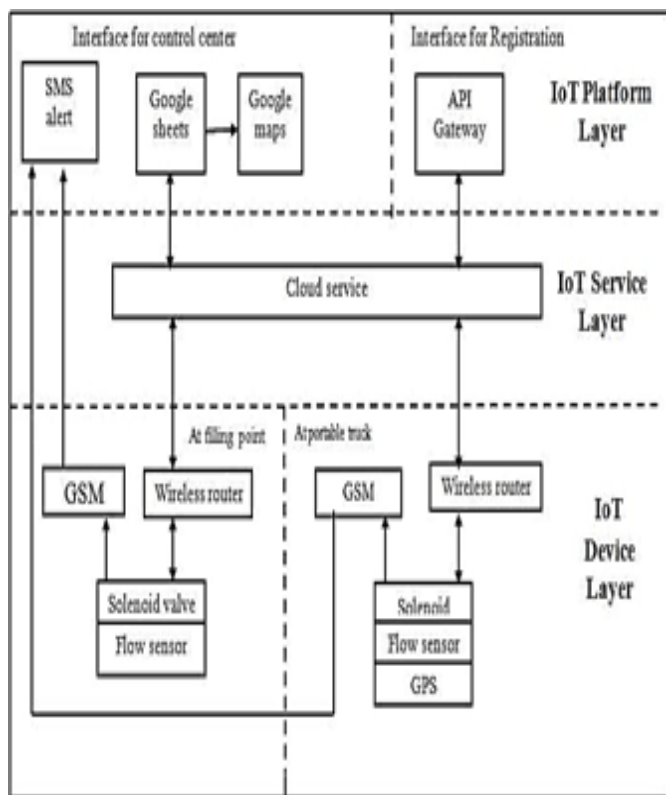 Interface for control center
Interface for Registration
SMS
alert
Google
sheets
Google
maps
API
Gateway
IoT Platform
Layer
Cloud service
IoT Service
Layer
At filling point
At portable truck
GSM
Wireless router
GSM
Wireless router
Solenoid valve
Flow sensor
Solenoid
Flow sensor
GPS
IoT
Device
Layer